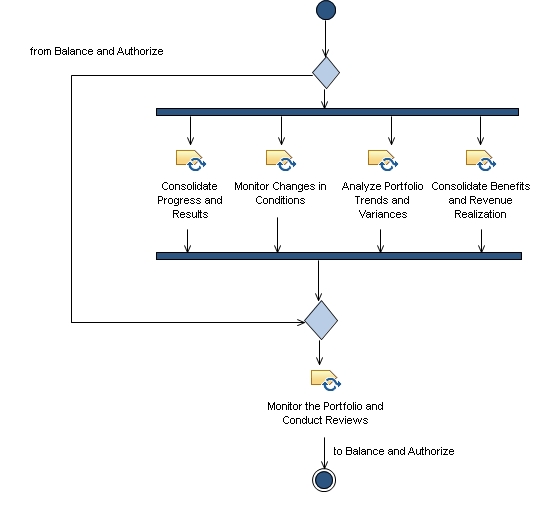 from Balance and Authorize
Consolidate
Progress and
Results
Monitor Changes in
Conditions
Analyze Portfolio
Trends and
Variances
Consolidate Benefits
and Revenue
Realization
Monitor the Portfolio and
Conduct Reviews
to Balance and Authorize